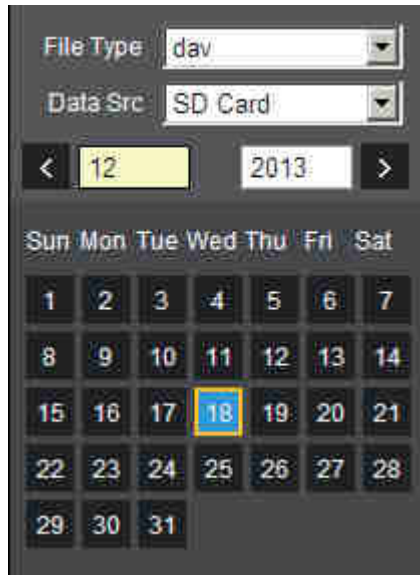 File Type dav
Data Src SD Card
< 12 2013 >
Sun Mon Tue Wed Thu Fri Sat
1 2 3 4 5 6 7
8 9 10 11 12 13 14
15 16 17 18 19 20 21
22 23 24 25 26 27 28
29 30 31